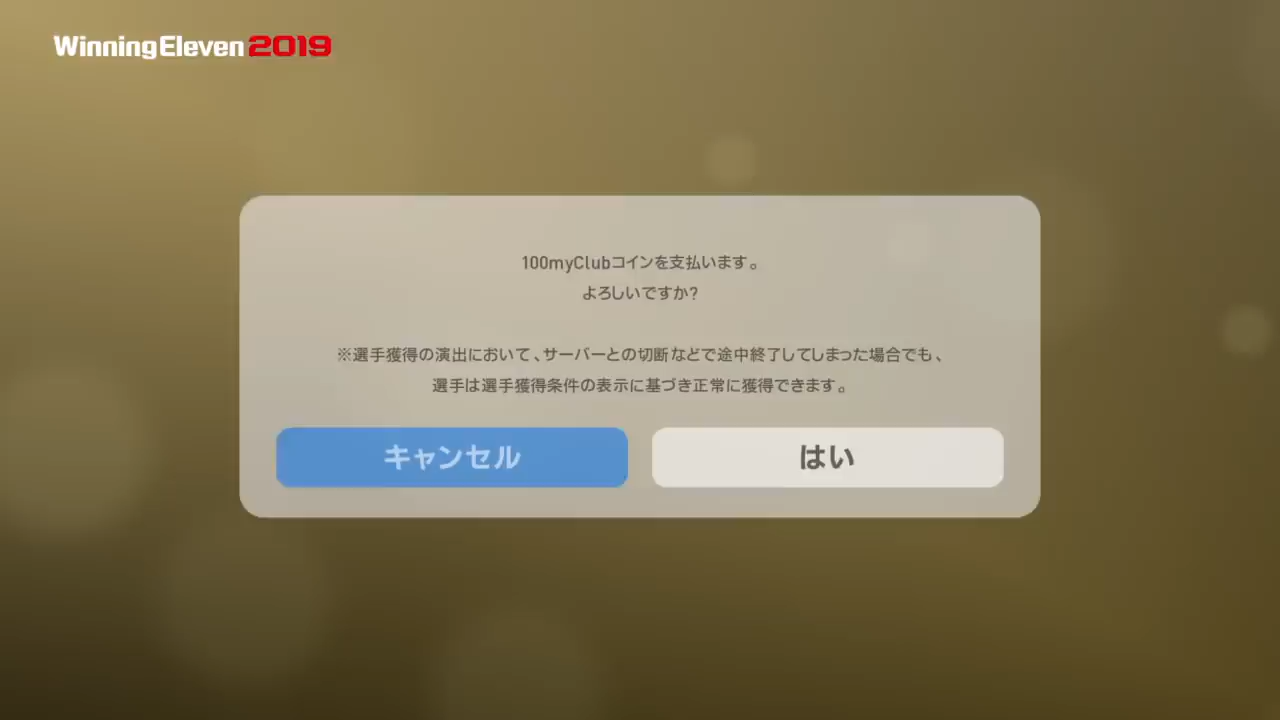 WinningEleven 2019
100myClubコインを支払います。
よろしいですか?
※選手獲得の演出において、サーバーとの切断などで途中終了してしまった場合でも、
選手は選手獲得条件の表示に基づき正常に獲得できます。
キャンセル
はい